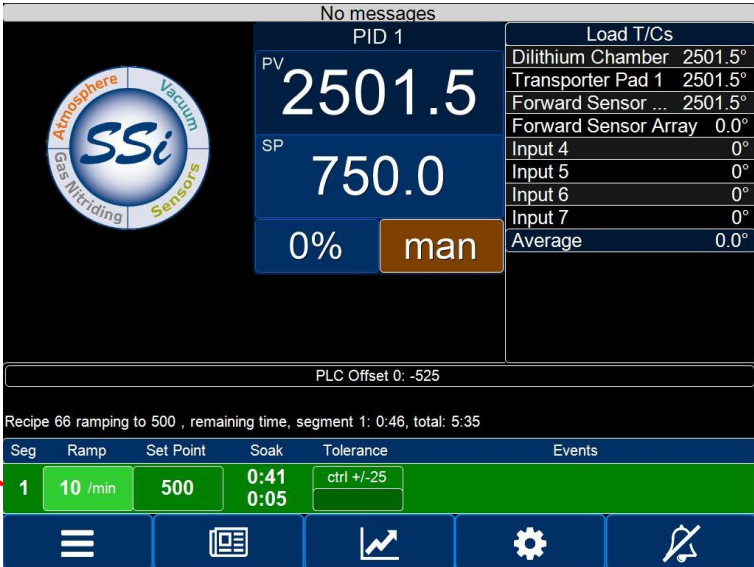 No messages
Atmosphere
Vacuum
SSi
Gas Nitriding
Sensors
PID 1
PV
2501.5
SP
750.0
0%
man
Load T/Cs
Dilithium Chamber 2501.5°
Transporter Pad 1 2501.5°
Forward Sensor ... 2501.5°
Forward Sensor Array 0.0°
Input 4 0°
Input 5 0°
Input 6 0°
Input 7 0°
Average 0.0°
PLC Offset 0: -525
Recipe 66 ramping to 500 , remaining time, segment 1: 0:46, total: 5:35
Seg Ramp Set Point Soak Tolerance Events
1 10 /min 500 0:41 ctrl +/-25
0:05